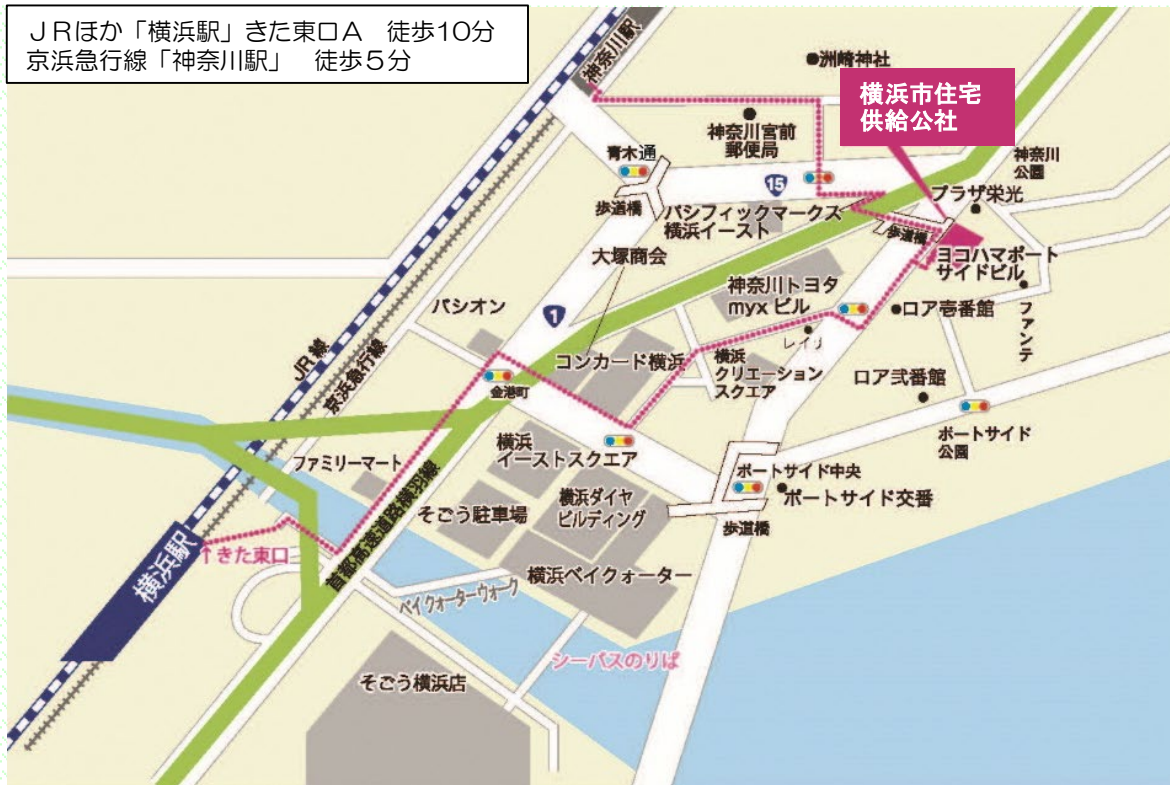 ＪＲほか「横浜駅」きた東口Ａ　徒歩10分
京浜急行線「神奈川駅」　徒歩５分
神奈川駅
洲崎神社
横浜市住宅
供給公社
神奈川宮前
郵便局
青木通
神奈川
公園
15
プラザ栄光
歩道橋
パシフィックマークス
横浜イースト
歩道橋
大塚商会
ヨコハマポート
サイドビル
神奈川トヨタ
myx ビル
ロア壱番館
ファンテ
パシオン
1
JR線
京浜急行線
コンカード横浜
横浜
クリエーション
スクエア
ロア弐番館
金港町
横浜
イーストスクエア
ポートサイド
公園
ファミリーマート
首都高速道路横羽線
ポートサイド中央
ポートサイド交番
そごう駐車場
横浜ダイヤ
ビルディング
歩道橋
横浜駅
↑きた東口
横浜ベイクォーター
ベイクォーターウォーク
シーバスのりば
そごう横浜店